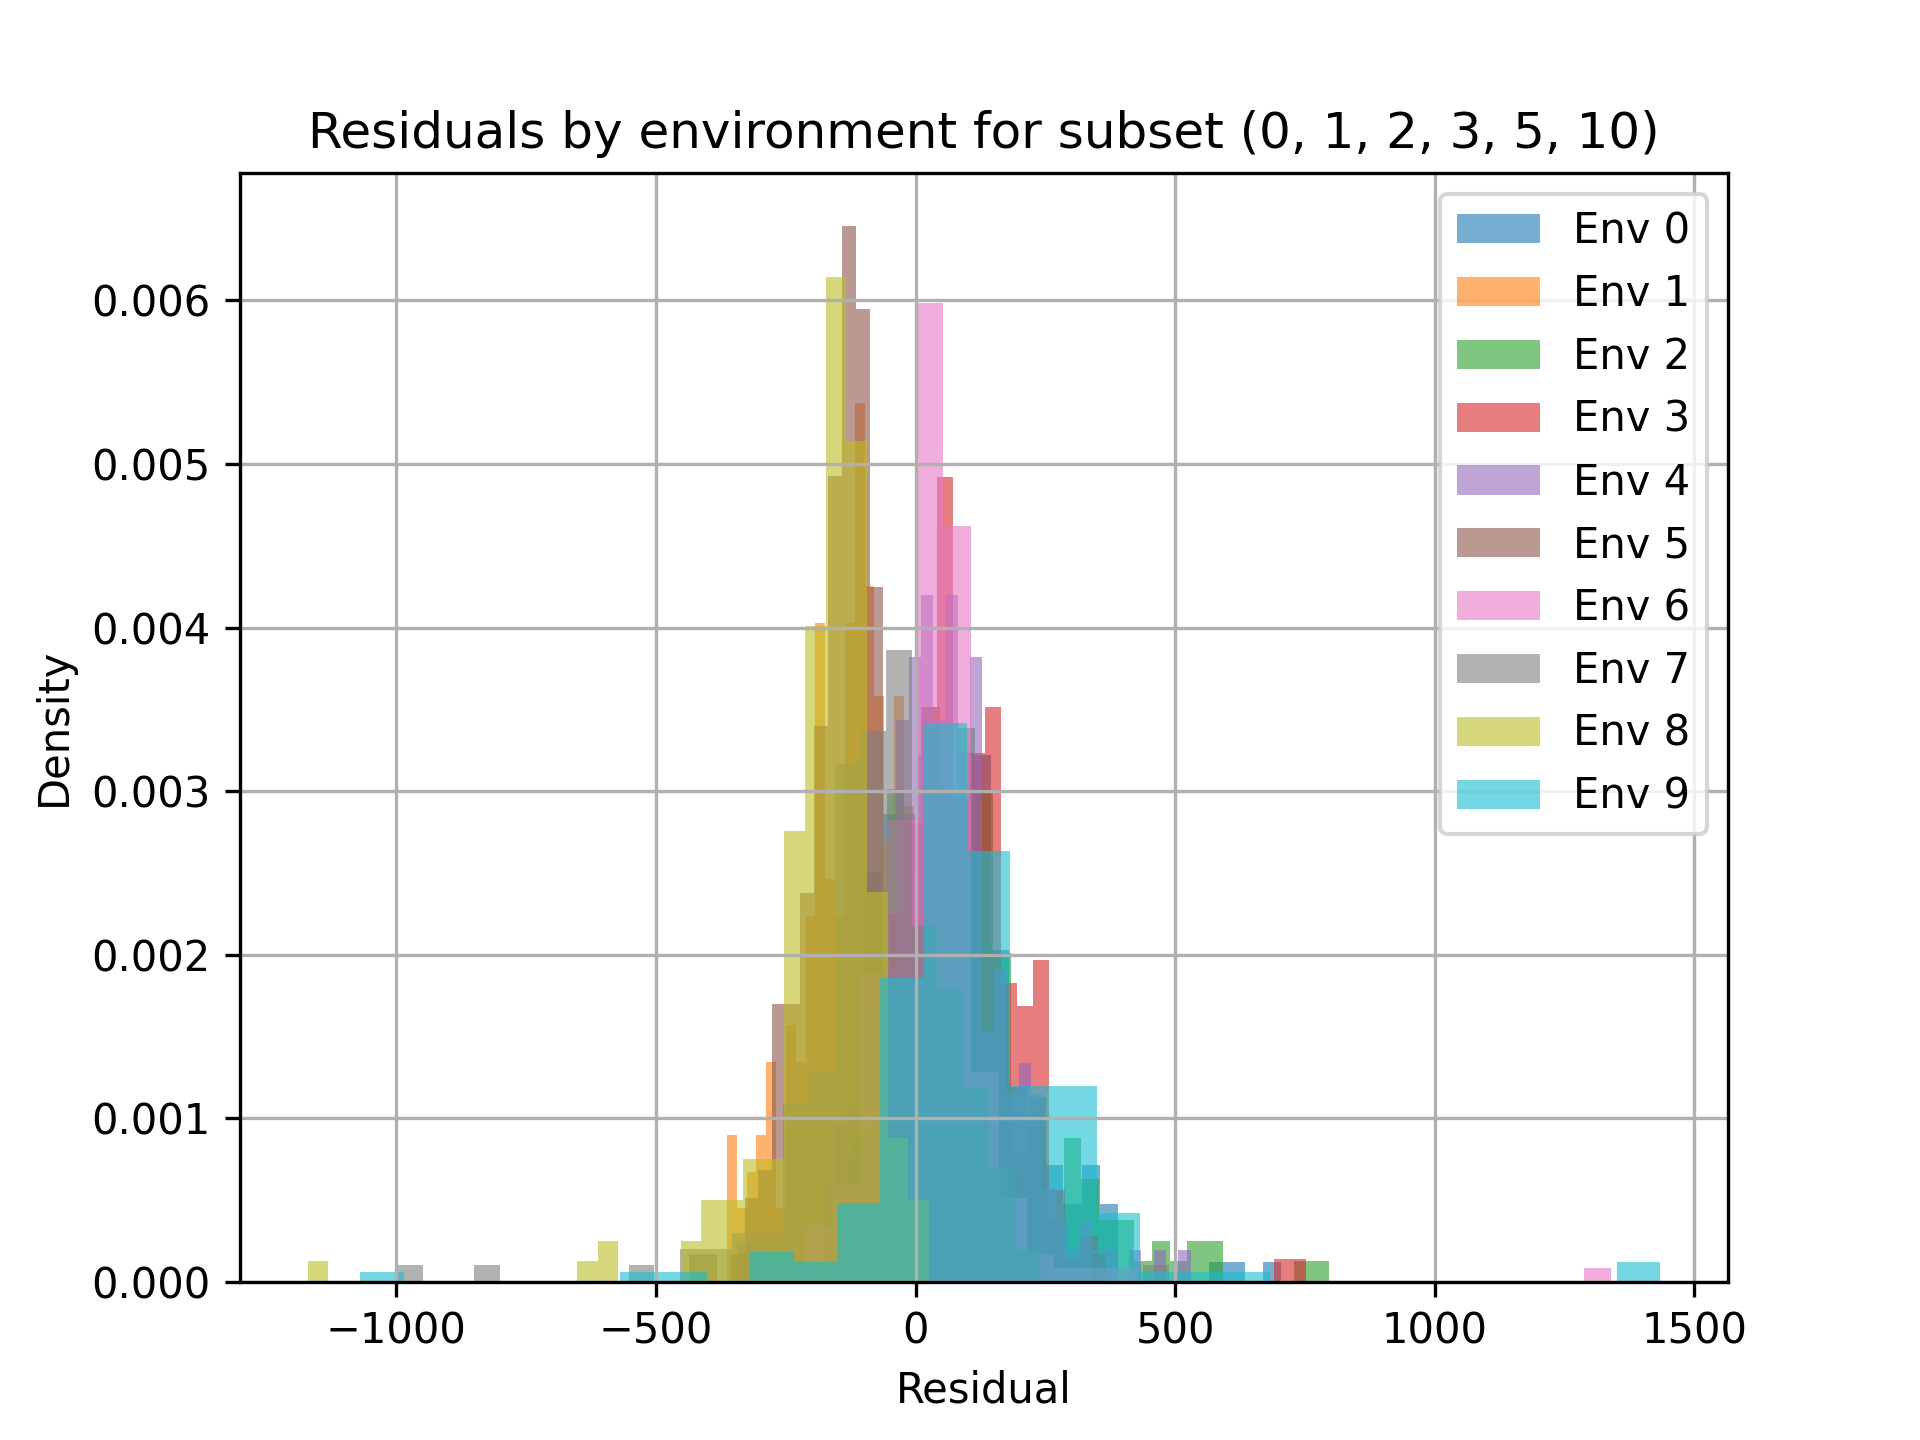 Residuals by environment for subset (0, 1, 2, 3, 5, 10)
Env 0
Env 1
Env 2
Env 3
Env 4
Env 5
Env 6
Env 7
Env 8
Env 9
0.006
0.005
0.004
0.003
0.002
0.001
0.000
Density
−1000 −500 0 500 1000 1500
Residual